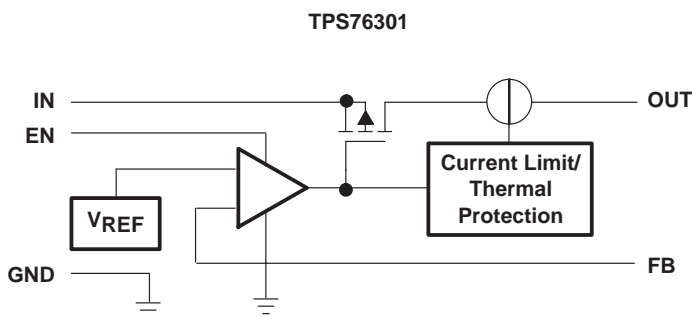 TPS76301
IN
OUT
EN
Current Limit/
Thermal
Protection
VREF
FB
GND